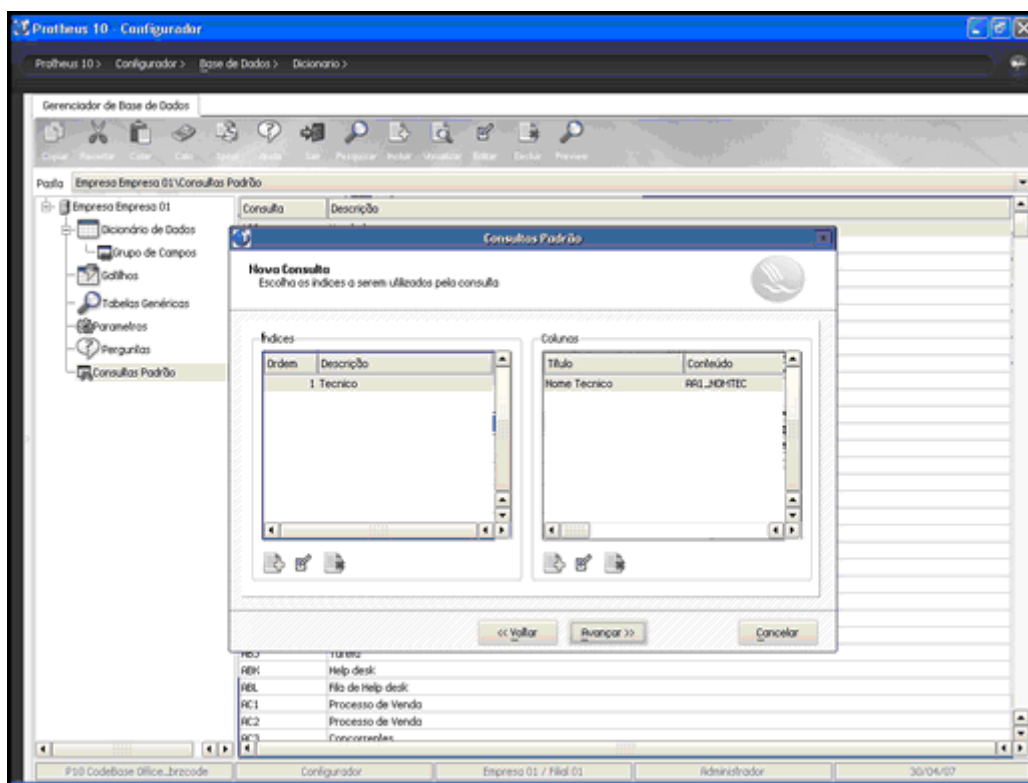 Protheus 10 - Configurador
Protheus 10 > Configurador > Base de Dados > Dicionario >
Gerenciador de Base de Dados
Copiar Recortar Colar Calc Ajuda Sair Pesquisar Incluir Visualizar Editar Excluir Preview
Pasta Empresa Empresa 01\Consultas Padrão
Empresa Empresa 01
Dicionário de Dados
Grupo de Campos
Gatilhos
Tabelas Genéricas
Parametros
Perguntas
Consultas Padrão
Consulta Descrição
Consultas Padrão
Nova Consulta
Escolha os índices a serem utilizados pela consulta
Índices
Ordem Descrição
1 Tecnico
Colunas
Título Conteúdo
Nome Tecnico AA1_NOMTEC
<< Voltar Avançar >> Cancelar
ABK Help desk
ABL Fila de Help desk
AC1 Processo de Venda
AC2 Processo de Venda
AC3 Concorrentes
P10 CodeBase Office_brzcode Configurador Empresa 01 / Filial 01 Administrador 30/04/07